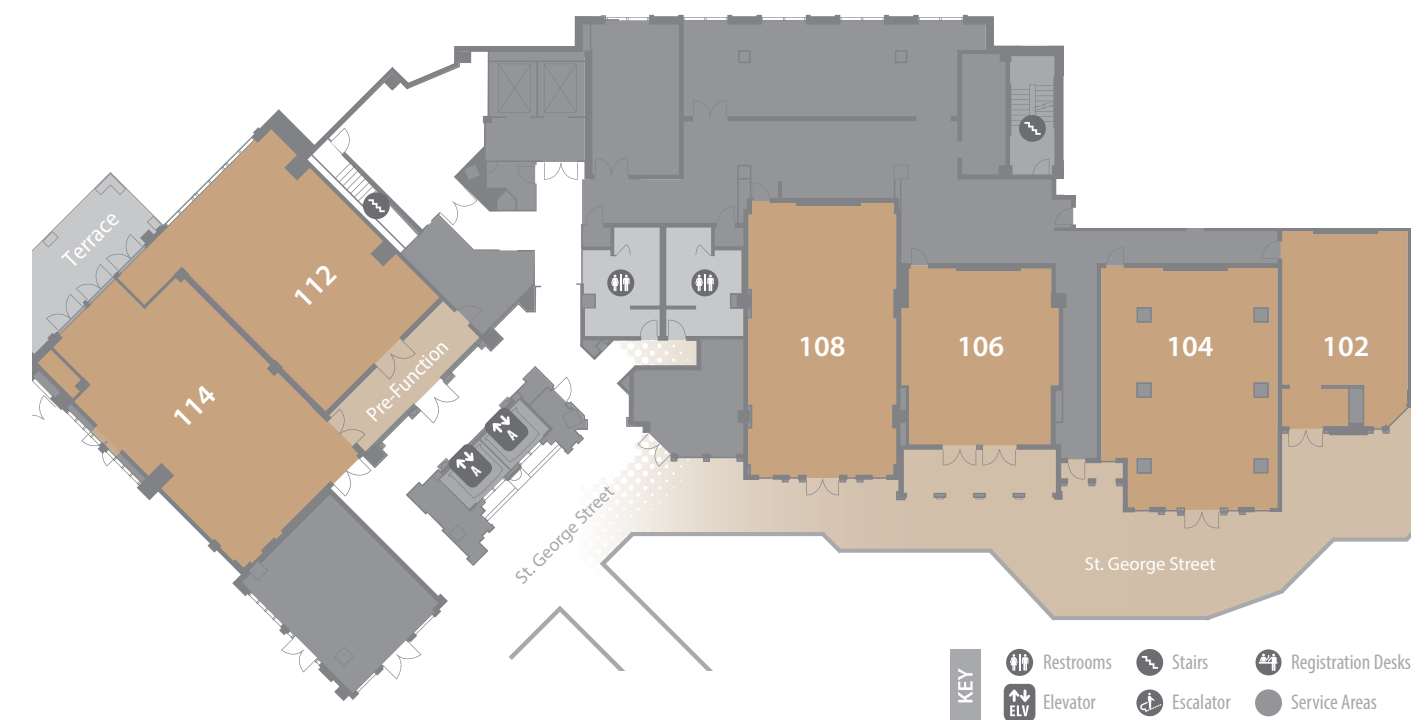 Terrace
112
114
Pre-Function
A
A
108
106
104
102
St. George Street
St. George Street
KEY
Restrooms
Stairs
Registration Desks
ELV
Elevator
Escalator
Service Areas